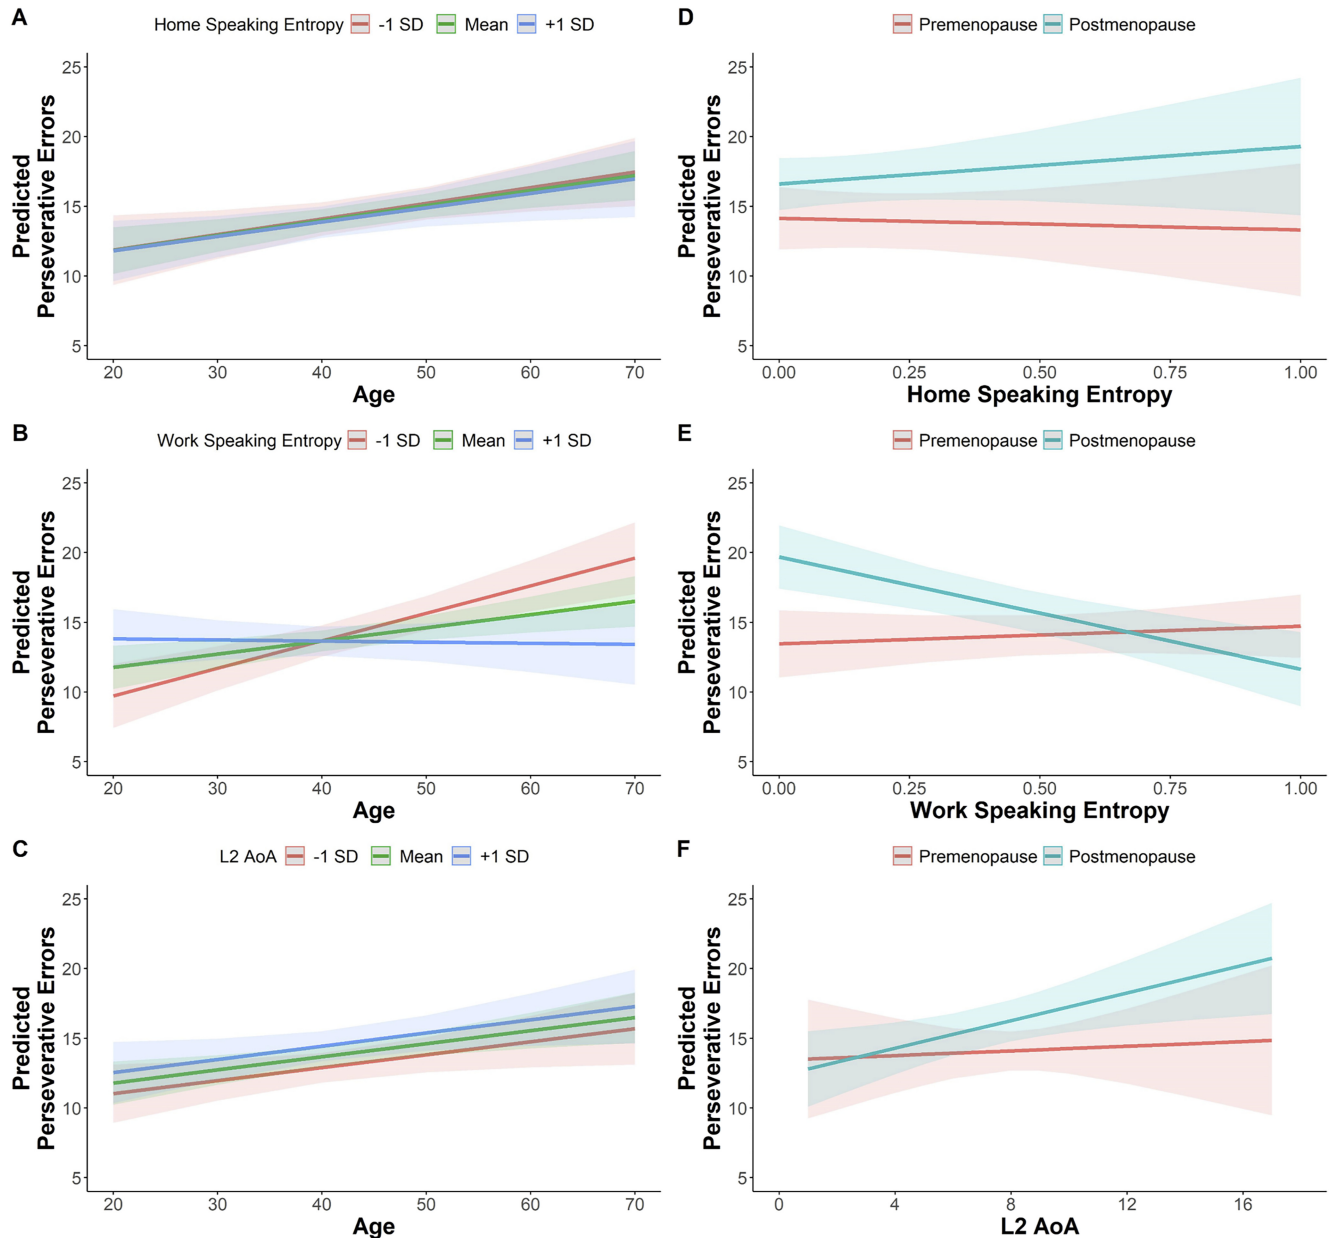 A
Home Speaking Entropy -1 SD Mean +1 SD
25
20
15
10
5
Predicted
Perseverative Errors
20 30 40 50 60 70
Age
D
Premenopause Postmenopause
25
20
15
10
5
Predicted
Perseverative Errors
0.00 0.25 0.50 0.75 1.00
Home Speaking Entropy
B
Work Speaking Entropy -1 SD Mean +1 SD
25
20
15
10
5
Predicted
Perseverative Errors
20 30 40 50 60 70
Age
E
Premenopause Postmenopause
25
20
15
10
5
Predicted
Perseverative Errors
0.00 0.25 0.50 0.75 1.00
Work Speaking Entropy
C
L2 AoA -1 SD Mean +1 SD
25
20
15
10
5
Predicted
Perseverative Errors
20 30 40 50 60 70
Age
F
Premenopause Postmenopause
25
20
15
10
5
Predicted
Perseverative Errors
0 4 8 12 16
L2 AoA